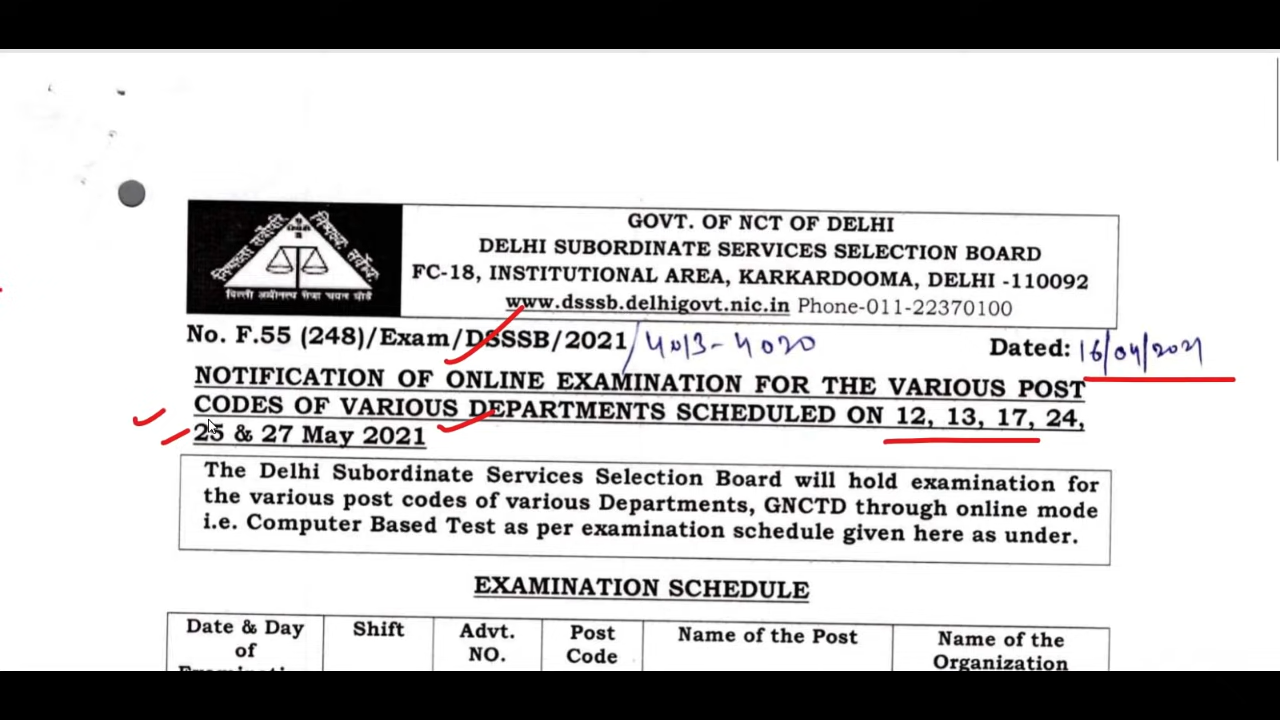 GOVT. OF NCT OF DELHI
DELHI SUBORDINATE SERVICES SELECTION BOARD
FC-18, INSTITUTIONAL AREA, KARKARDOOMA, DELHI -110092
www.dsssb.delhigovt.nic.in Phone-011-22370100
दिल्ली अधीनस्थ सेवा चयन बोर्ड
No. F.55 (248)/Exam/DSSSB/2021/4013-4020
Dated: 16/04/2021
NOTIFICATION OF ONLINE EXAMINATION FOR THE VARIOUS POST
CODES OF VARIOUS DEPARTMENTS SCHEDULED ON 12, 13, 17, 24,
25 & 27 May 2021
The Delhi Subordinate Services Selection Board will hold examination for
the various post codes of various Departments, GNCTD through online mode
i.e. Computer Based Test as per examination schedule given here as under.
EXAMINATION SCHEDULE
Date & Day of
Shift
Advt. NO.
Post Code
Name of the Post
Name of the Organization